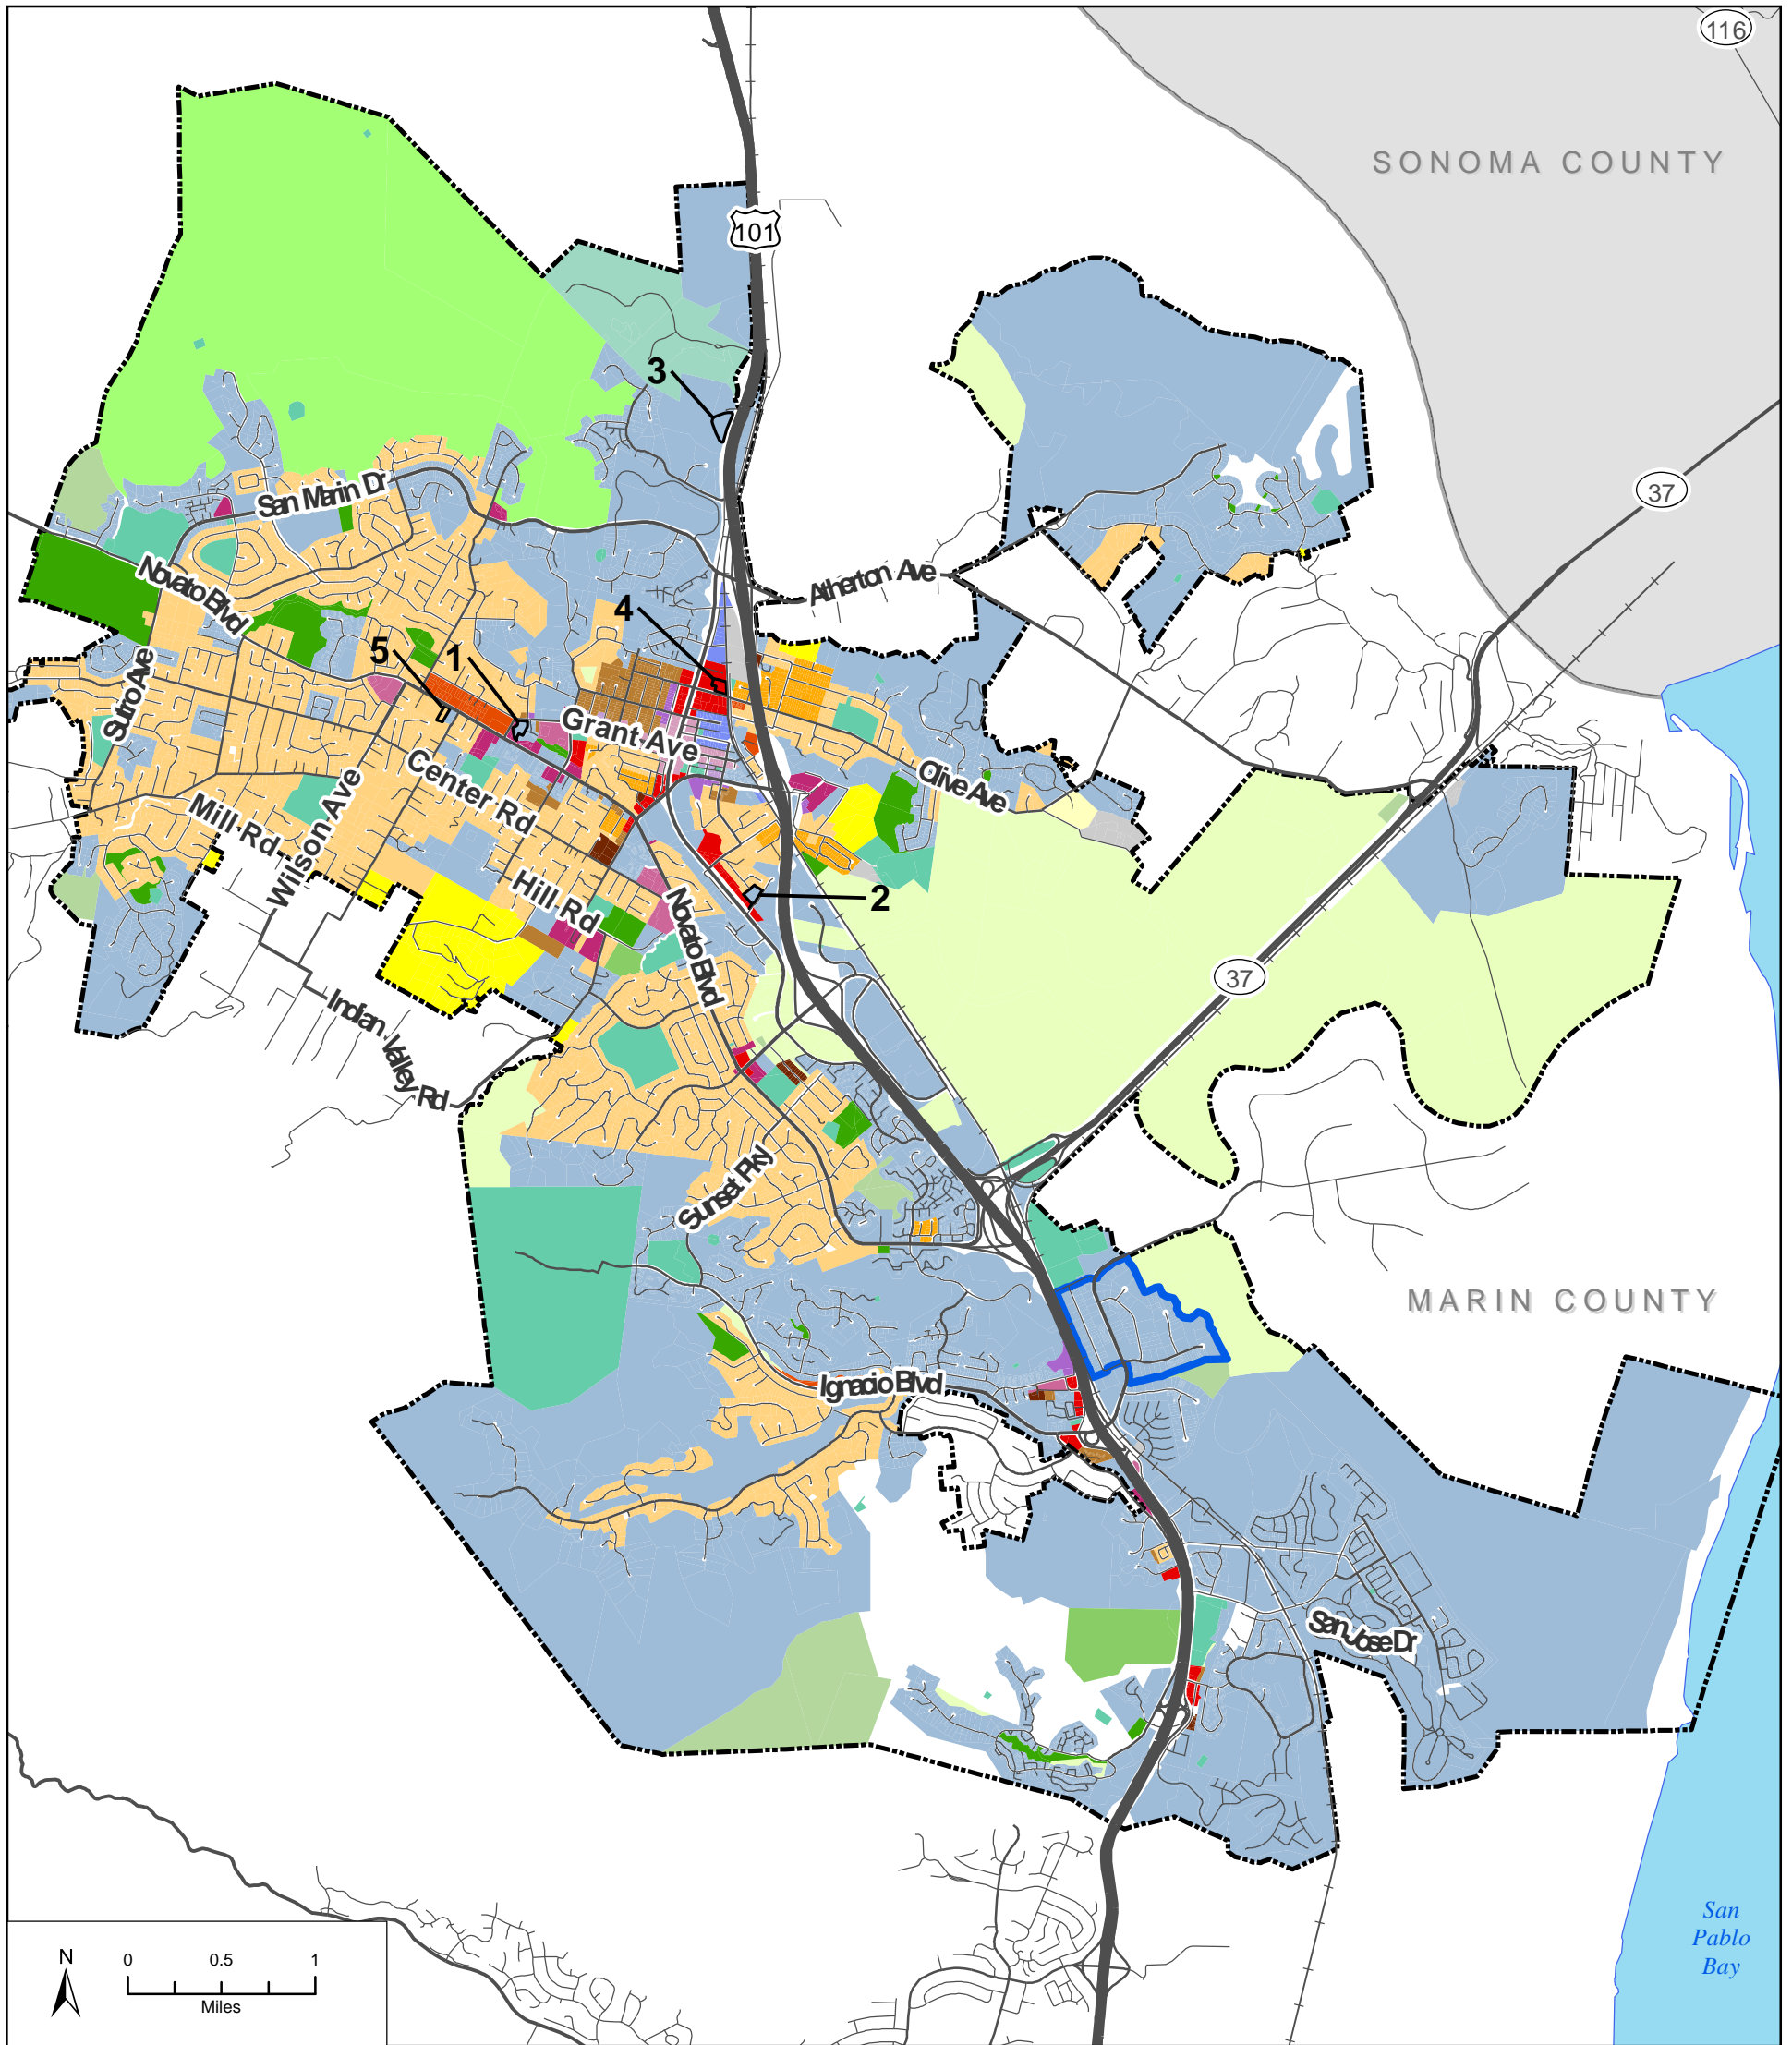 116
SONOMA COUNTY
101
3
37
San Marin Dr
Novato Blvd
Atherton Ave
4
5
1
Sutro Ave
Grant Ave
Center Rd
Olive Ave
Mill Rd
Wilson Ave
Hill Rd
2
Novato Blvd
37
Indian Valley Rd
Sunset Pky
MARIN COUNTY
Ignacio Blvd
San Jose Dr
San
Pablo
Bay
N
0 0.5 1
Miles